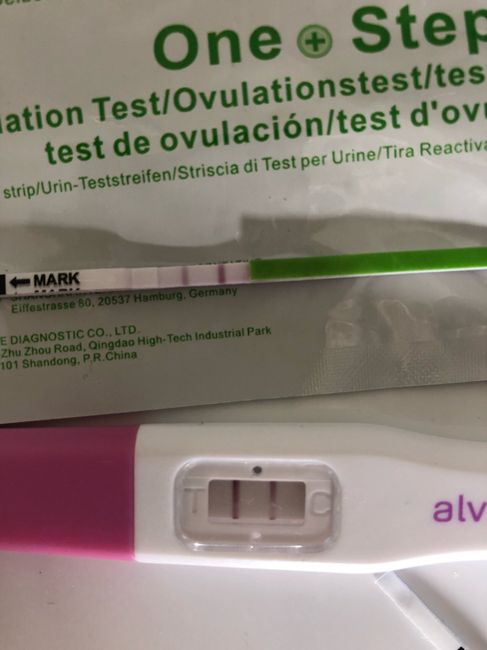 One Step
lation Test/Ovulationstest/tes
test de ovulación/test d'ovu
strip/Urin-Teststreifen/Striscia di Test per Urine/Tira Reactiva
MARK
Eiffestrasse 80, 20537 Hamburg, Germany
E DIAGNOSTIC CO., LTD.
Zhu Zhou Road, Qingdao High-Tech Industrial Park
101 Shandong, P.R.China
T C
alv